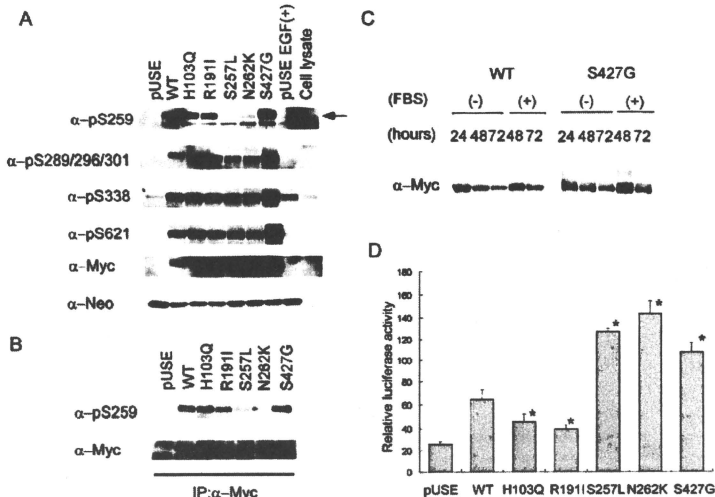 A
pUSE
WT
H103Q
R191I
S257L
N262K
S427G
pUSE EGF(+)
Cell lysate
α-pS259
α-pS289/296/301
α-pS338
α-pS621
α-Myc
α-Neo
B
pUSE
WT
H103Q
R191I
S257L
N262K
S427G
α-pS259
α-Myc
IP:α-Myc
C
WT S427G
(FBS) (-) (+) (-) (+)
(hours) 24 48 72 48 72 24 48 72 48 72
α-Myc
D
Relative luciferase activity
180
160
140
120
100
80
60
40
20
0
* * * * *
pUSE WT H103Q R191I S257L N262K S427G